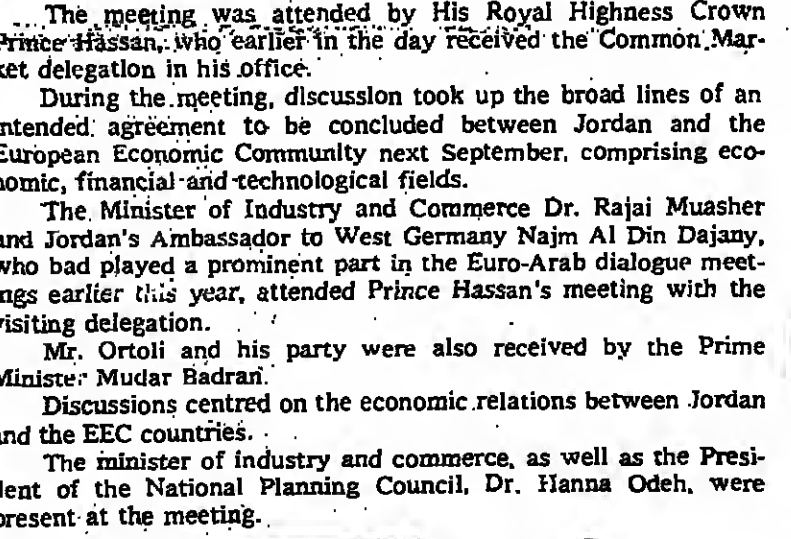 The meeting was attended by His Royal Highness Crown
Prince Hassan, who earlier in the day received the Common Mar-
ket delegation in his office.
During the meeting, discussion took up the broad lines of an
ntended agreement to be concluded between Jordan and the
European Economic Community next September, comprising eco-
nomic, financial and technological fields.
The Minister of Industry and Commerce Dr. Rajai Muasher
and Jordan's Ambassador to West Germany Najm Al Din Dajany,
who bad played a prominent part in the Euro-Arab dialogue meet-
ngs earlier this year, attended Prince Hassan's meeting with the
visiting delegation.
Mr. Ortoli and his party were also received by the Prime
Minister Mudar Badran.
Discussions centred on the economic relations between Jordan
and the EEC countries.
The minister of industry and commerce, as well as the Presi-
dent of the National Planning Council, Dr. Hanna Odeh, were
present at the meeting.